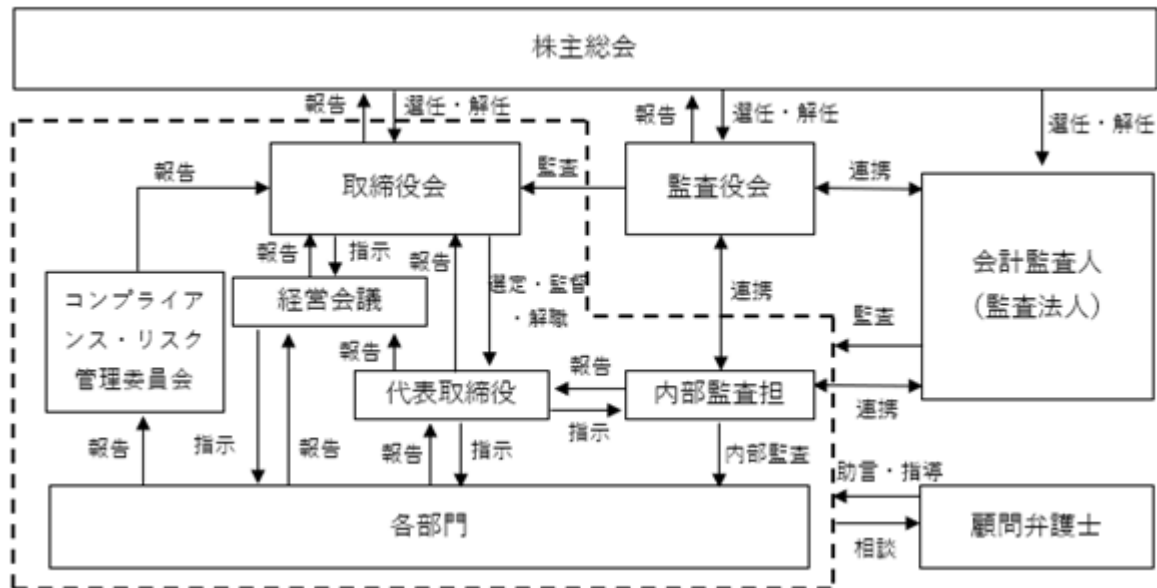 株主総会
報告
選任・解任
報告
選任・解任
選任・解任
報告
取締役会
監査
監査役会
連携
報告
指示
報告
選定・監督
・解職
連携
会計監査人
（監査法人）
コンプライア
ンス・リスク
管理委員会
経営会議
報告
監査
代表取締役
報告
指示
内部監査担
連携
報告
指示
報告
報告
指示
内部監査
各部門
助言・指導
相談
顧問弁護士